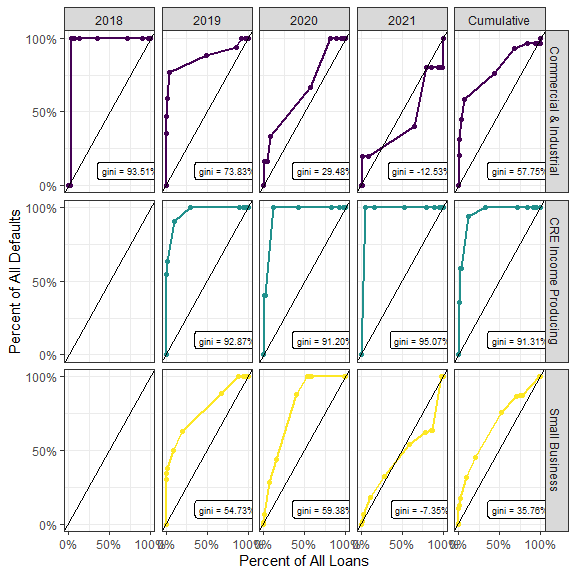 2018 2019 2020 2021 Cumulative
100%
50%
0%
gini = 93.51%
gini = 73.83%
gini = 29.48%
gini = -12.53%
gini = 57.75%
Commercial & Industrial
100%
50%
0%
gini = 92.87%
gini = 91.20%
gini = 95.07%
gini = 91.31%
CRE Income Producing
100%
50%
0%
gini = 54.73%
gini = 59.38%
gini = -7.35%
gini = 35.76%
Small Business
Percent of All Defaults
0% 50% 100% 0% 50% 100% 0% 50% 100% 0% 50% 100% 0% 50% 100%
Percent of All Loans